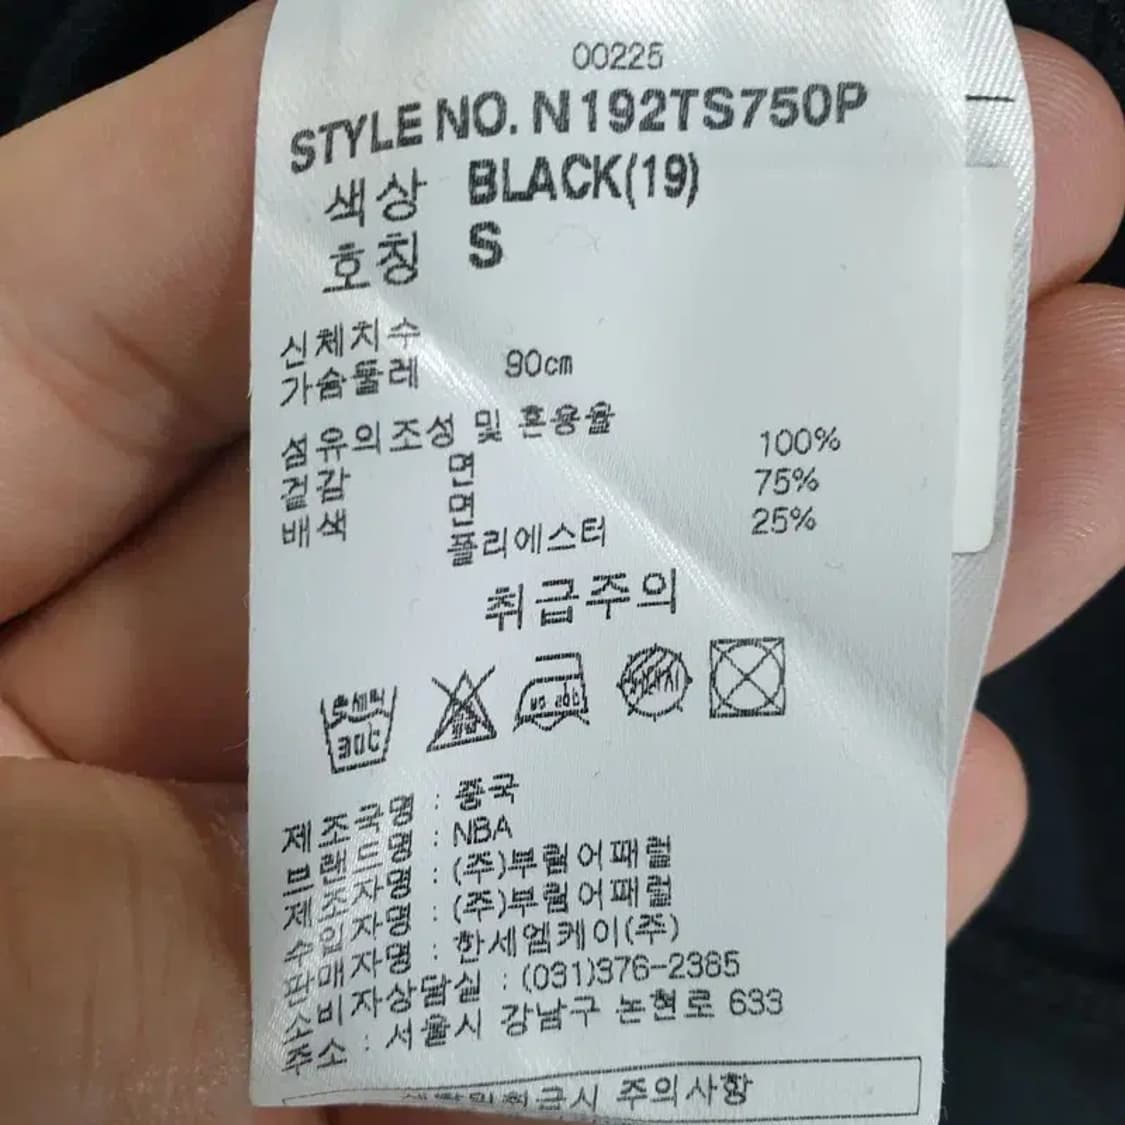 00225
STYLE NO. N192TS750P
색상 BLACK(19)
호칭 S
신체치수
가슴둘레 90cm
섬유의조성 및 혼용율
겉감 면 100%
배색 면 75%
폴리에스터 25%
취급주의
30℃
제조국명 : 중국
브랜드명 : NBA
제조자명 : (주)부림어패럴
수입자명 : (주)부림어패럴
판매자명 : 한세엠케이(주)
소비자상담실 : (031)376-2385
주소 : 서울시 강남구 논현로 633
취급시 주의사항